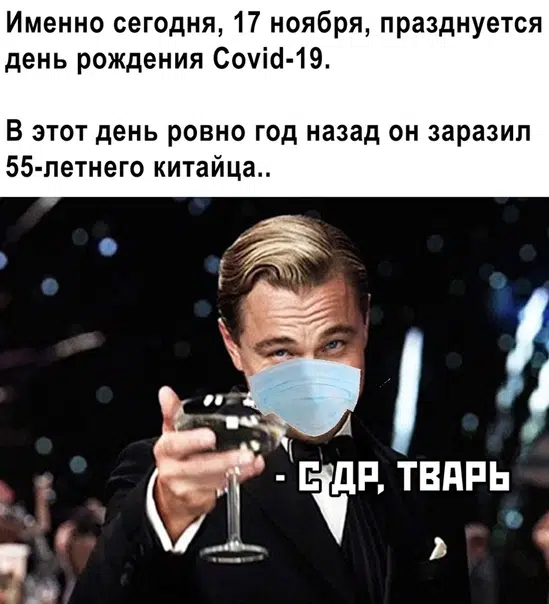 Именно сегодня, 17 ноября, празднуется
день рождения Covid-19.
В этот день ровно год назад он заразил
55-летнего китайца..
- С ДР, ТВАРЬ